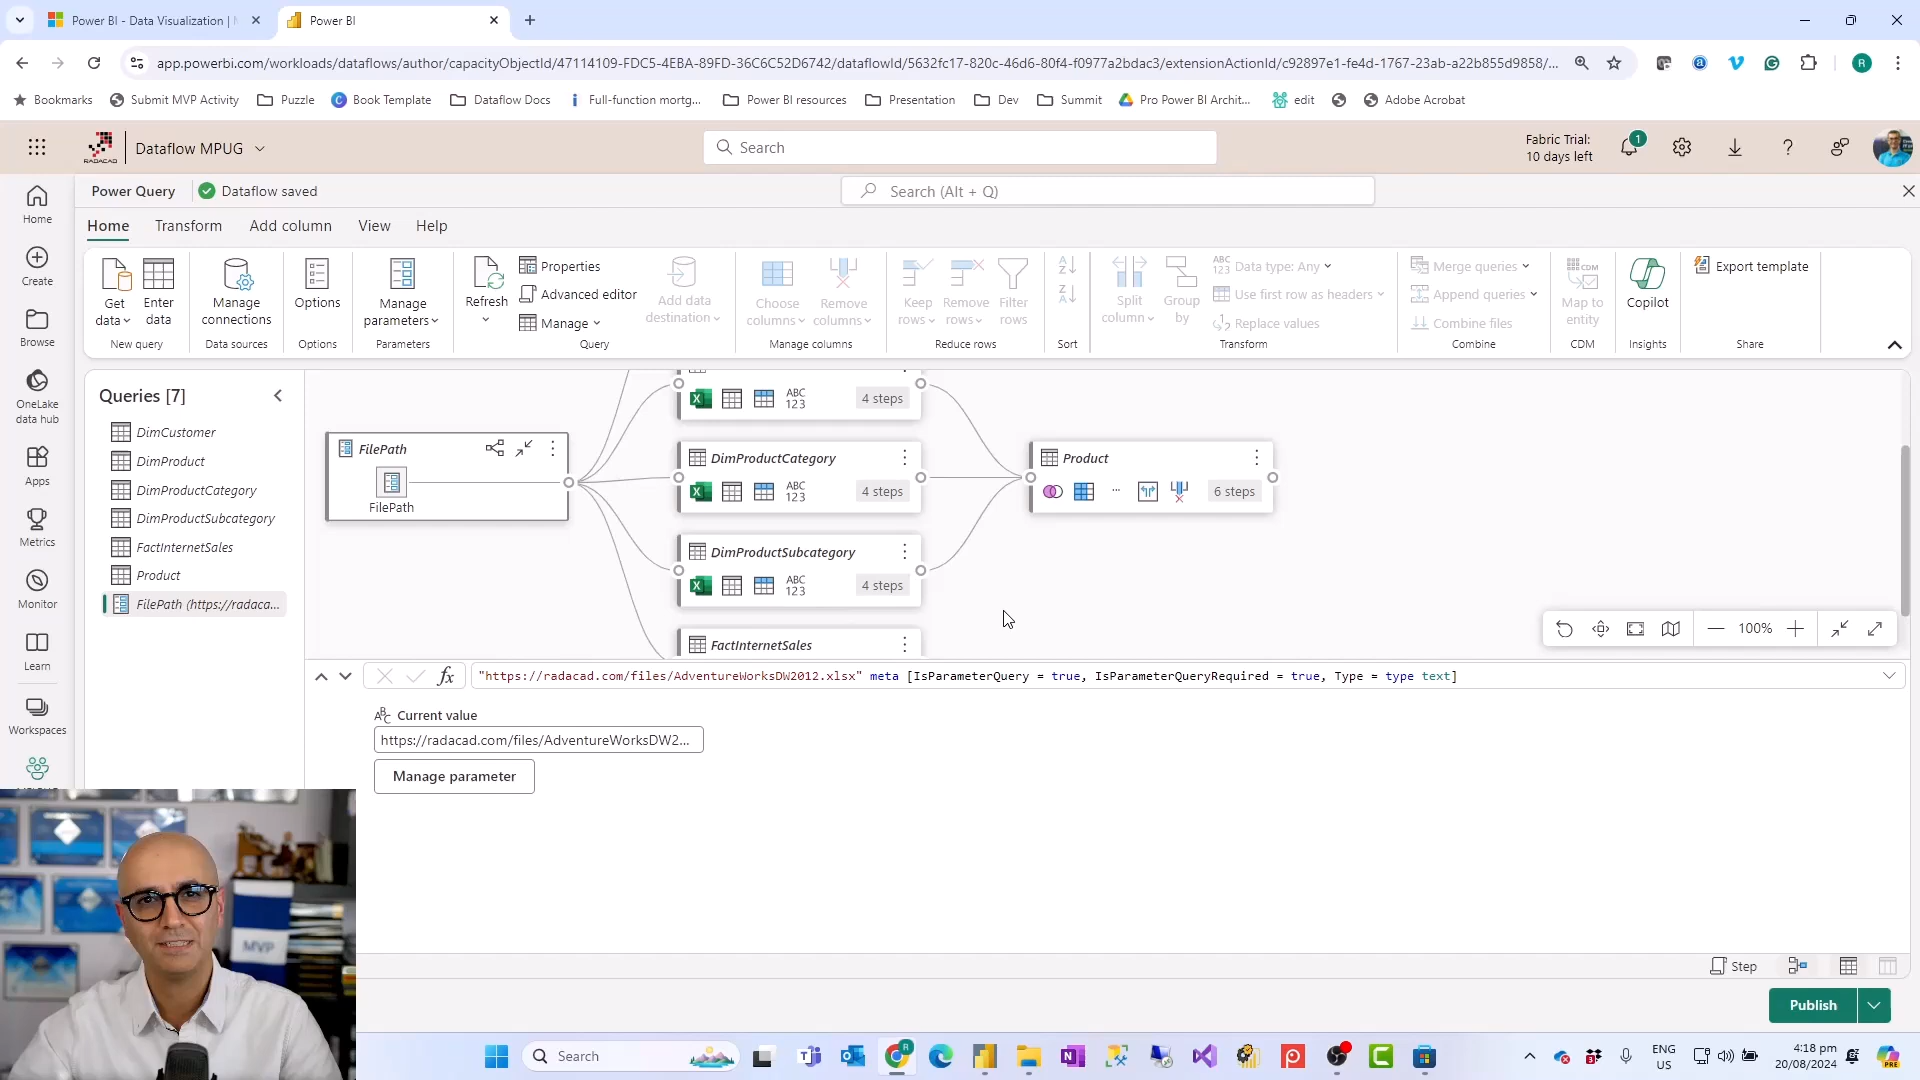 Power BI - Data Visualization |
Power BI
app.powerbi.com/workloads/dataflows/author/capacityObjectId/47114109-FDC5-4EBA-89FD-36C6C52D6742/dataflowId/5632fc17-820c-46d6-80f4-f0977a2bdac3/extensionActionId/c92897e1-fe4d-1767-23ab-a22b855d9858/...
R
Bookmarks
Submit MVP Activity
Puzzle
Book Template
Dataflow Docs
Full-function mortg...
Power BI resources
Presentation
Dev
Summit
Pro Power BI Archit...
edit
Adobe Acrobat
RADACAD
Dataflow MPUG
Search
Fabric Trial:
10 days left
1
Power Query
Dataflow saved
Search (Alt + Q)
Home
Transform
Add column
View
Help
Get
data
Enter
data
New query
Manage
connections
Data sources
Options
Options
Manage
parameters
Parameters
Refresh
Properties
Advanced editor
Manage
Add data
destination
Query
Choose
columns
Remove
columns
Manage columns
Keep
rows
Remove
rows
Filter
rows
Reduce rows
Sort
Split
column
Group
by
Data type: Any
Use first row as headers
Replace values
Transform
Merge queries
Append queries
Combine files
Combine
Map to
entity
CDM
Copilot
Insights
Export template
Share
Home
Create
Browse
OneLake
data hub
Apps
Metrics
Monitor
Learn
Workspaces
Queries [7]
DimCustomer
DimProduct
DimProductCategory
DimProductSubcategory
FactInternetSales
Product
FilePath (https://radaca...
FilePath
FilePath
ABC
123
4 steps
DimProductCategory
ABC
123
4 steps
DimProductSubcategory
ABC
123
4 steps
FactInternetSales
Product
6 steps
100%
fx
"https://radacad.com/files/AdventureWorksDW2012.xlsx" meta [IsParameterQuery = true, IsParameterQueryRequired = true, Type = type text]
Current value
https://radacad.com/files/AdventureWorksDW2...
Manage parameter
MVP
Step
Publish
Search
ENG
US
4:18 pm
20/08/2024